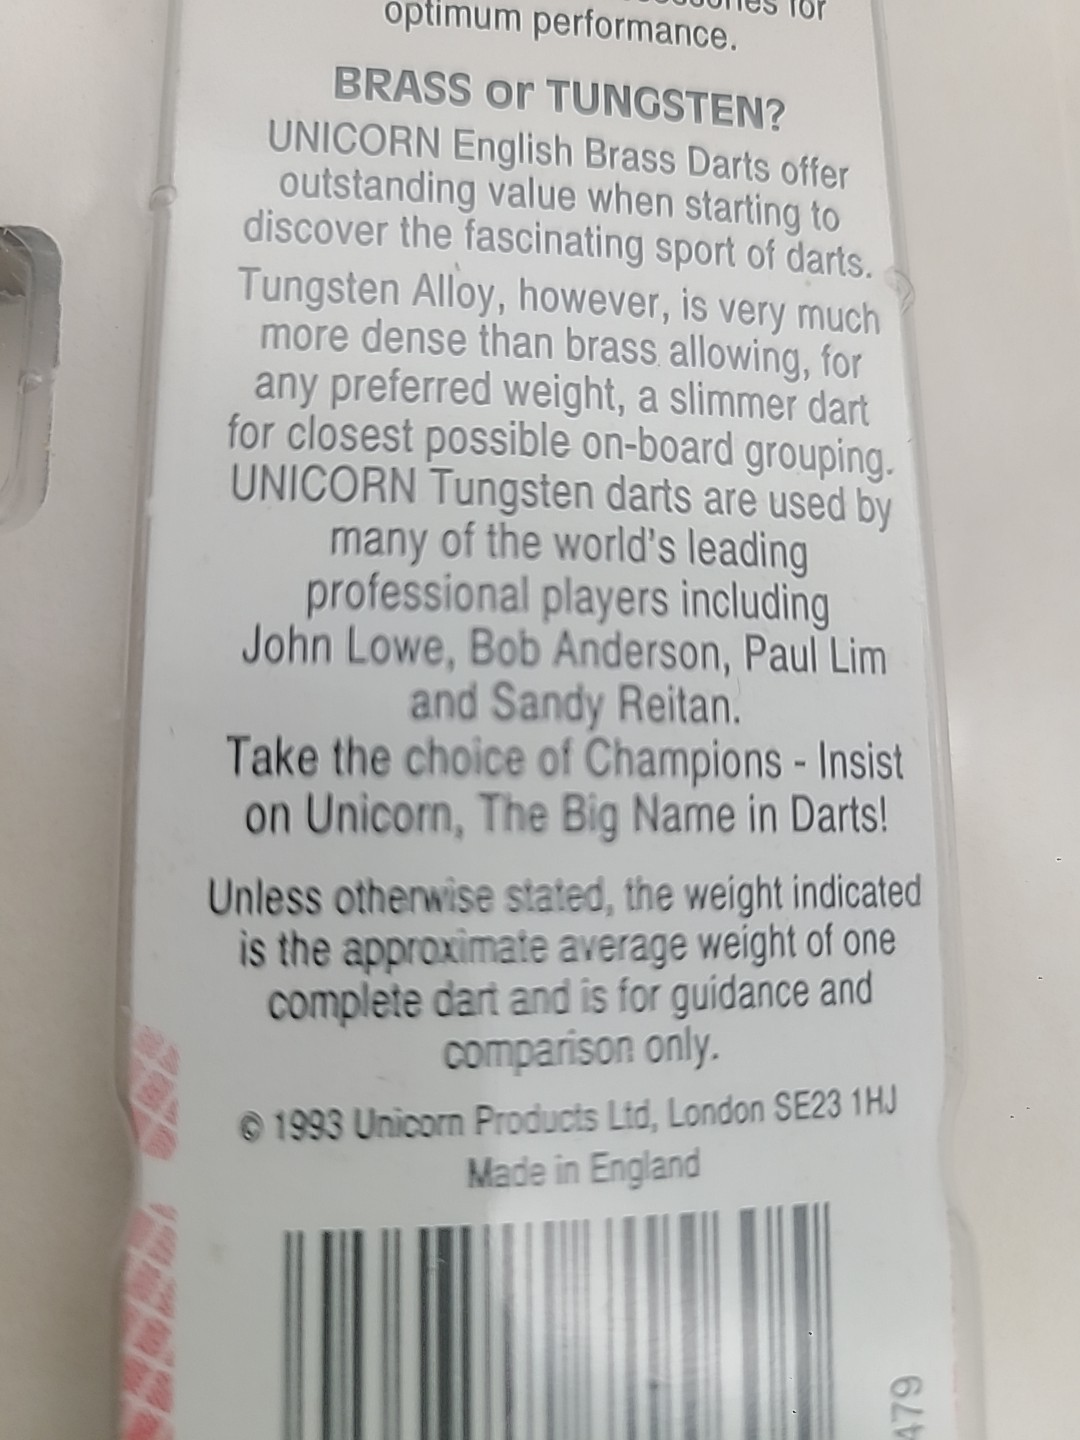 for
optimum performance.
BRASS or TUNGSTEN?
UNICORN English Brass Darts offer
outstanding value when starting to
discover the fascinating sport of darts.
Tungsten Alloy, however, is very much
more dense than brass allowing, for
any preferred weight, a slimmer dart
for closest possible on-board grouping.
UNICORN Tungsten darts are used by
many of the world's leading
professional players including
John Lowe, Bob Anderson, Paul Lim
and Sandy Reitan.
Take the choice of Champions - Insist
on Unicorn, The Big Name in Darts!
Unless otherwise stated, the weight indicated
is the approximate average weight of one
complete dart and is for guidance and
comparison only.
© 1993 Unicorn Products Ltd, London SE23 1HJ
Made in England
479